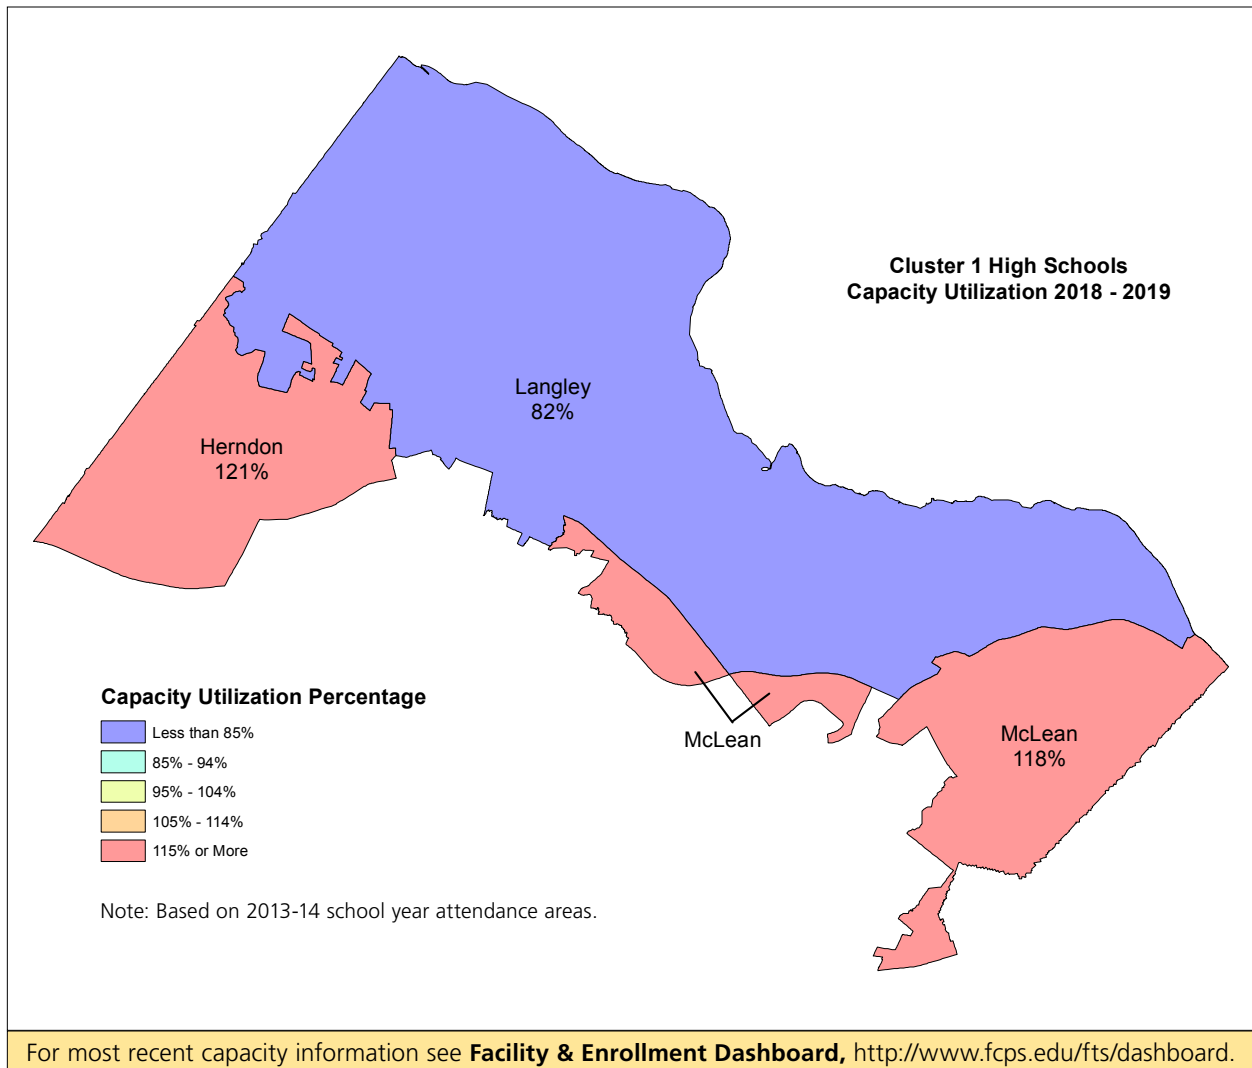 Cluster 1 High Schools
Capacity Utilization 2018 - 2019
Langley
82%
Herndon
121%
McLean
McLean
118%
Capacity Utilization Percentage
Less than 85%
85% - 94%
95% - 104%
105% - 114%
115% or More
Note: Based on 2013-14 school year attendance areas.
For most recent capacity information see Facility & Enrollment Dashboard, http://www.fcps.edu/fts/dashboard.